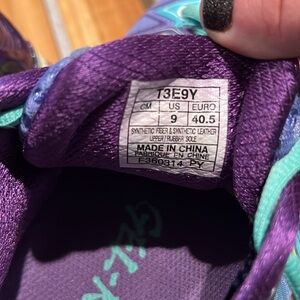 T3E9Y
CM US EURO
9 40.5
SYNTHETIC FIBER & SYNTHETIC LEATHER
UPPER/RUBBER SOLE
MADE IN CHINA
FABRIQUE EN CHINE
GEL-N